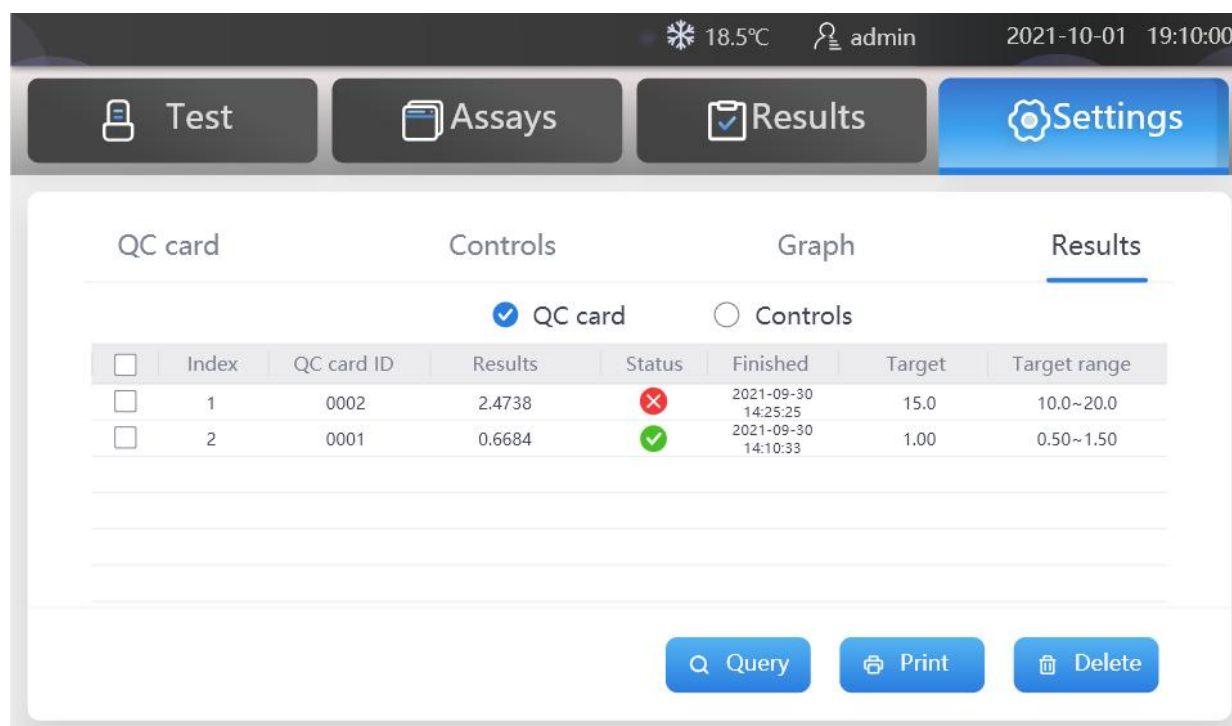 18.5℃ admin 2021-10-01 19:10:00
Test Assays Results Settings
QC card Controls Graph Results
QC card Controls
Index QC card ID Results Status Finished Target Target range
1 0002 2.4738 2021-09-30 14:25:25 15.0 10.0~20.0
2 0001 0.6684 2021-09-30 14:10:33 1.00 0.50~1.50
Query Print Delete